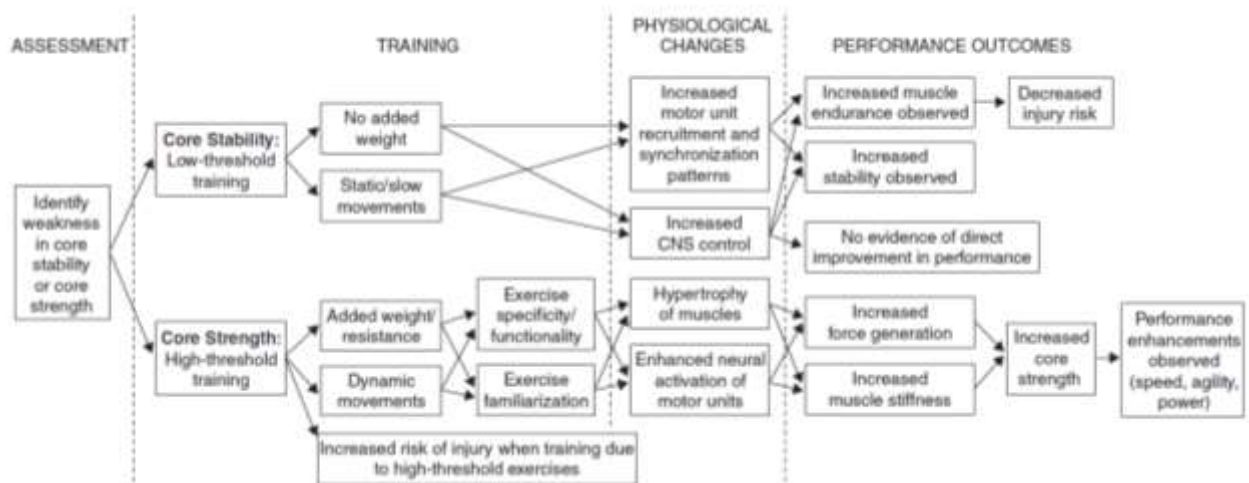 ASSESSMENT
TRAINING
PHYSIOLOGICAL
CHANGES
PERFORMANCE OUTCOMES
Identify
weakness
in core
stability
or core
strength
Core Stability:
Low-threshold
training
Core Strength:
High-threshold
training
No added
weight
Static/slow
movements
Added weight/
resistance
Dynamic
movements
Increased risk of injury when training due
to high-threshold exercises
Exercise
specificity/
functionality
Exercise
familiarization
Increased
motor unit
recruitment and
synchronization
patterns
Increased
CNS control
Hypertrophy
of muscles
Enhanced neural
activation of
motor units
Increased muscle
endurance observed
Decreased
injury risk
Increased
stability observed
No evidence of direct
improvement in performance
Increased
force generation
Increased
muscle stiffness
Increased
core
strength
Performance
enhancements
observed
(speed, agility,
power)